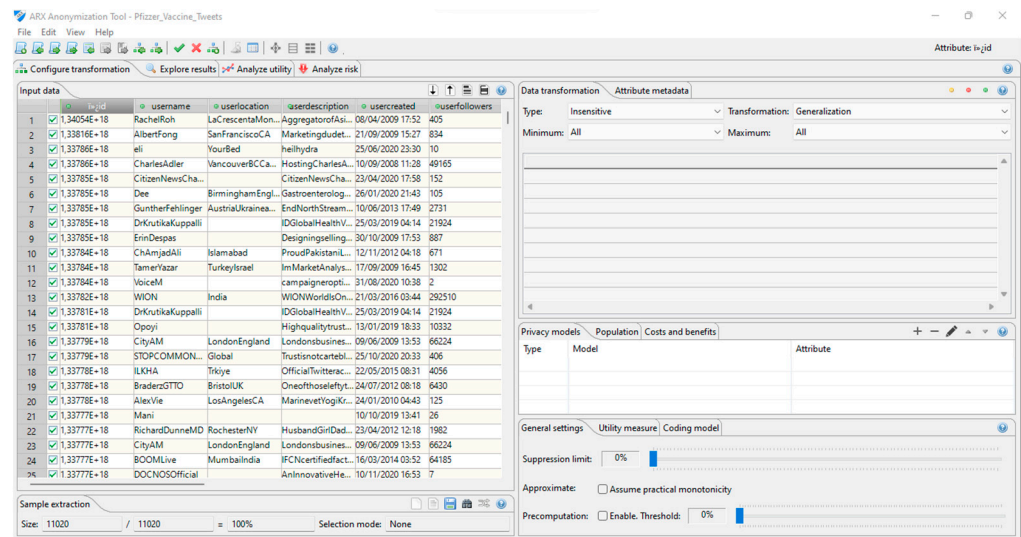 ARX Anonymization Tool - Pfizzer_Vaccine_Tweets
File Edit View Help
Attribute: ï»¿id
Configure transformation Explore results Analyze utility Analyze risk
Input data
ï»¿id username userlocation userdescription usercreated userfollowers
1 1,34054E+18 RachelRoh LaCrescentaMon... AggregatorofAsi... 08/04/2009 17:52 405
2 1,33816E+18 AlbertFong SanFranciscoCA Marketingdudet... 21/09/2009 15:27 834
3 1,33786E+18 eli YourBed heilhydra 25/06/2020 23:30 10
4 1,33786E+18 CharlesAdler VancouverBCCa... HostingCharlesA... 10/09/2008 11:28 49165
5 1,33785E+18 CitizenNewsCha... CitizenNewsCha... 23/04/2020 17:58 152
6 1,33785E+18 Dee BirminghamEngl... Gastroenterolog... 26/01/2020 21:43 105
7 1,33785E+18 GuntherFehlinger AustriaUkrainea... EndNorthStream... 10/06/2013 17:49 2731
8 1,33785E+18 DrKrutikaKuppalli IDGlobalHealthV... 25/03/2019 04:14 21924
9 1,33785E+18 ErinDespas Designingselling... 30/10/2009 17:53 887
10 1,33784E+18 ChAmjadAli Islamabad ProudPakistaniL... 12/11/2012 04:18 671
11 1,33784E+18 TamerYazar TurkeyIsrael ImMarketAnalys... 17/09/2009 16:45 1302
12 1,33784E+18 VoiceM campaigneropti... 31/08/2020 10:38 2
13 1,33782E+18 WION India WIONWorldIsOn... 21/03/2016 03:44 292510
14 1,33781E+18 DrKrutikaKuppalli IDGlobalHealthV... 25/03/2019 04:14 21924
15 1,33781E+18 Opoyi Highqualitytrust... 13/01/2019 18:33 10332
16 1,33779E+18 CityAM LondonEngland Londonsbusines... 09/06/2009 13:53 66224
17 1,33779E+18 STOPCOMMON... Global Trustisnotcartebl... 25/10/2020 20:33 406
18 1,33778E+18 ILKHA Trkiye OfficialTwitterac... 22/05/2015 08:31 4056
19 1,33778E+18 BraderzGTTO BristolUK Oneofthoseleftyt... 24/07/2012 08:18 6430
20 1,33778E+18 AlexVie LosAngelesCA MarinevetYogiKr... 24/01/2010 04:43 125
21 1,33777E+18 Mani 10/10/2019 13:41 26
22 1,33777E+18 RichardDunneMD RochesterNY HusbandGirlDad... 23/04/2012 12:18 1982
23 1,33777E+18 CityAM LondonEngland Londonsbusines... 09/06/2009 13:53 66224
24 1,33777E+18 BOOMLive MumbaiIndia IFCNcertifiedfact... 16/03/2014 03:52 64185
25 1,33777E+18 DOCNOSOfficial AnInnovativeHe... 10/11/2020 16:53 7
Sample extraction
Size: 11020 / 11020 = 100% Selection mode: None
Data transformation Attribute metadata
Type: Insensitive Transformation: Generalization
Minimum: All Maximum: All
Privacy models Population Costs and benefits
Type Model Attribute
General settings Utility measure Coding model
Suppression limit: 0%
Approximate: Assume practical monotonicity
Precomputation: Enable. Threshold: 0%